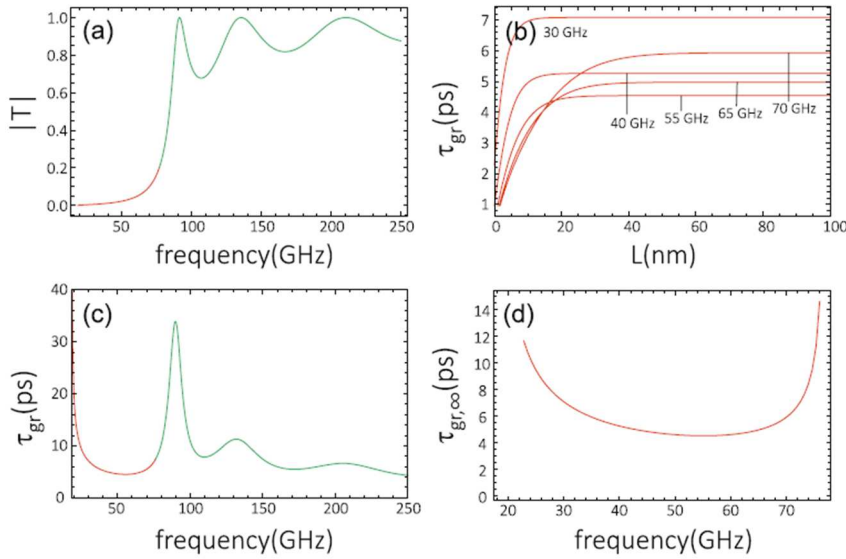 (a)
|T|
1.0
0.8
0.6
0.4
0.2
0.0
50
100
150
200
250
frequency(GHz)
(b)
τgr(ps)
7
6
5
4
3
2
1
30 GHz
40 GHz
55 GHz
65 GHz
70 GHz
0
20
40
60
80
100
L(nm)
(c)
τgr(ps)
40
30
20
10
0
50
100
150
200
250
frequency(GHz)
(d)
τgr,∞(ps)
14
12
10
8
6
4
2
0
20
30
40
50
60
70
frequency(GHz)